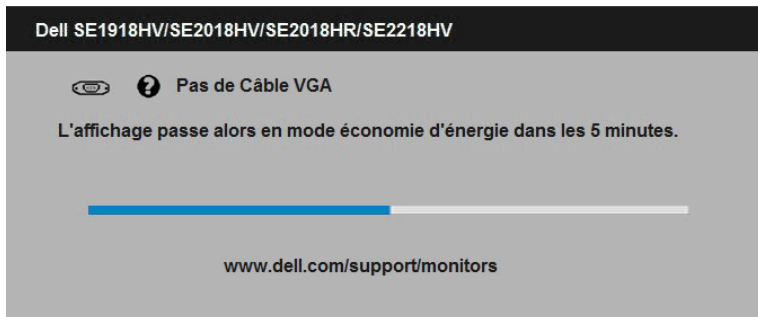 Dell SE1918HV/SE2018HV/SE2018HR/SE2218HV
Pas de Câble VGA
L'affichage passe alors en mode économie d'énergie dans les 5 minutes.
www.dell.com/support/monitors